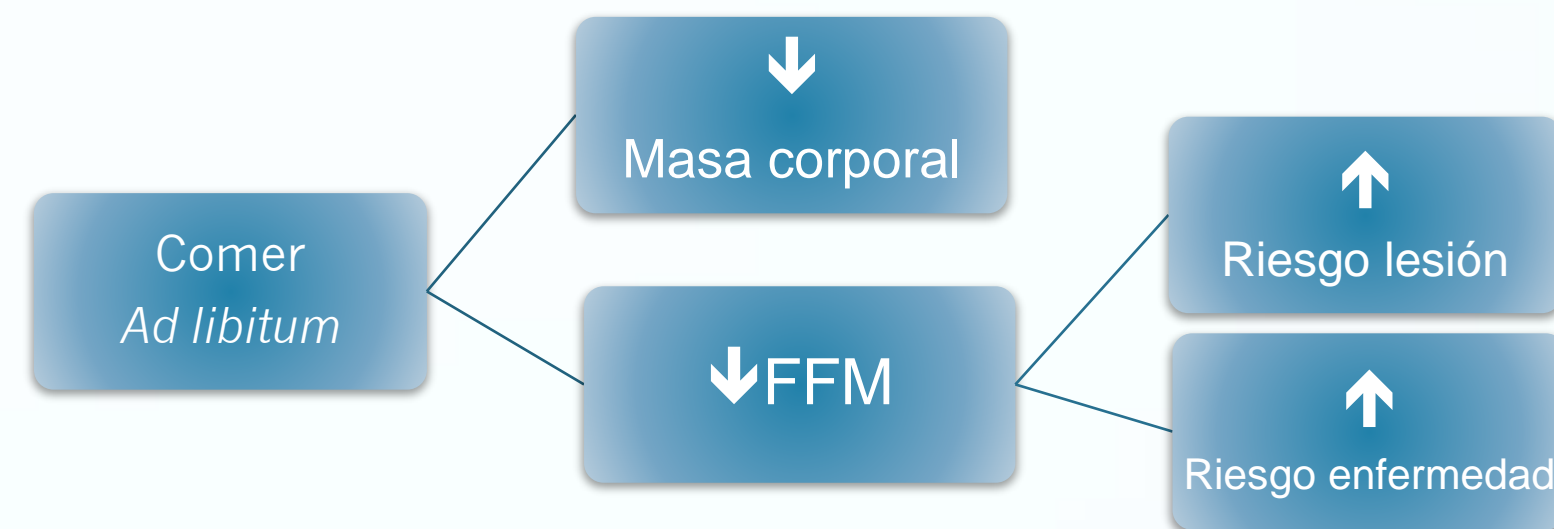 Comer
Ad libitum
↓
Masa corporal
↓FFM
↑
Riesgo lesión
↑
Riesgo enfermedad